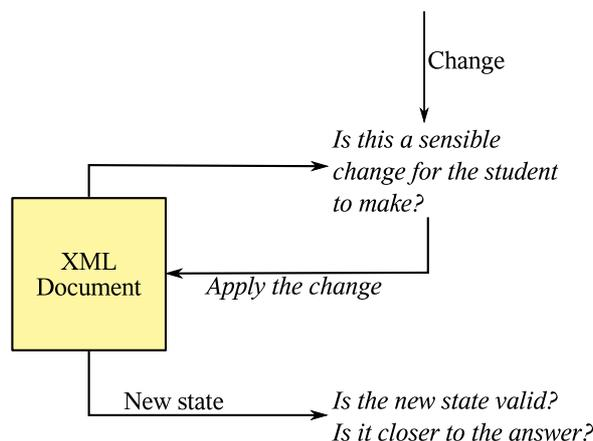 Change
Is this a sensible
change for the student
to make?
XML
Document
Apply the change
New state
Is the new state valid?
Is it closer to the answer?